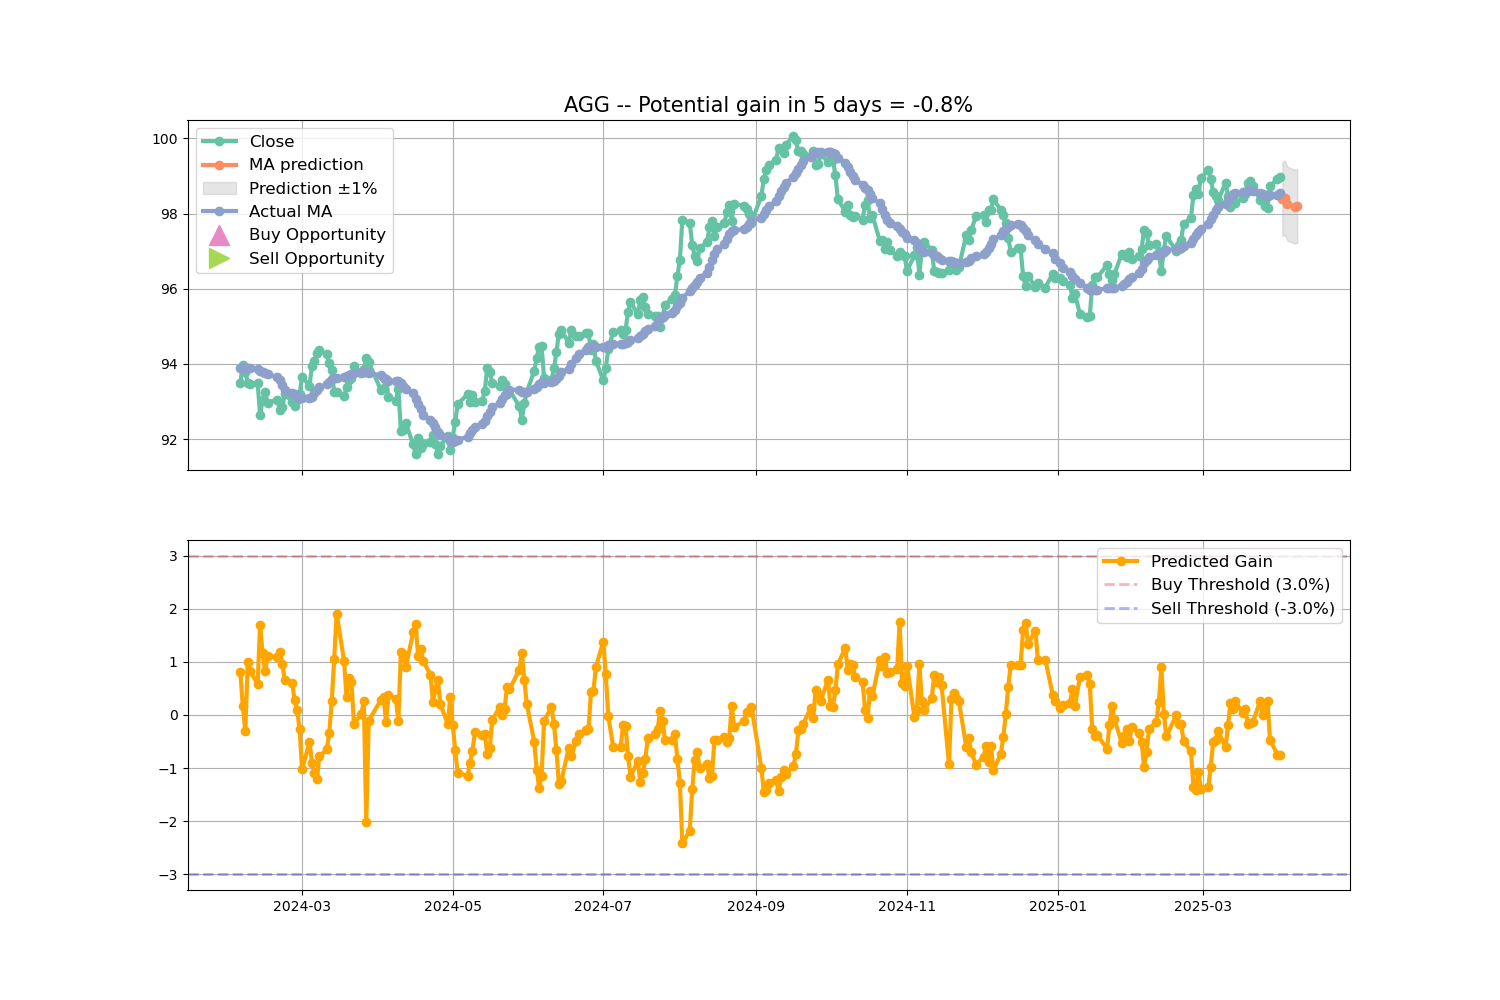 AGG -- Potential gain in 5 days = -0.8%
100
98
96
94
92
Close
MA prediction
Prediction ±1%
Actual MA
Buy Opportunity
Sell Opportunity
3
2
1
0
−1
−2
−3
Predicted Gain
Buy Threshold (3.0%)
Sell Threshold (-3.0%)
2024-03
2024-05
2024-07
2024-09
2024-11
2025-01
2025-03